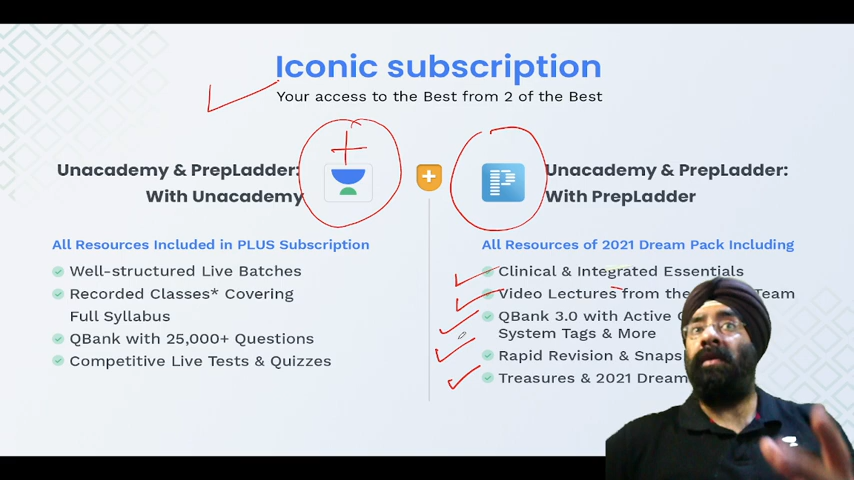 Iconic subscription
Your access to the Best from 2 of the Best
Unacademy & PrepLadder:
With Unacademy
All Resources Included in PLUS Subscription
Well-structured Live Batches
Recorded Classes* Covering
Full Syllabus
QBank with 25,000+ Questions
Competitive Live Tests & Quizzes
Unacademy & PrepLadder:
With PrepLadder
All Resources of 2021 Dream Pack Including
Clinical & Integrated Essentials
Video Lectures from the Team
QBank 3.0 with Active
System Tags & More
Rapid Revision &
Treasures & 2021 Dream